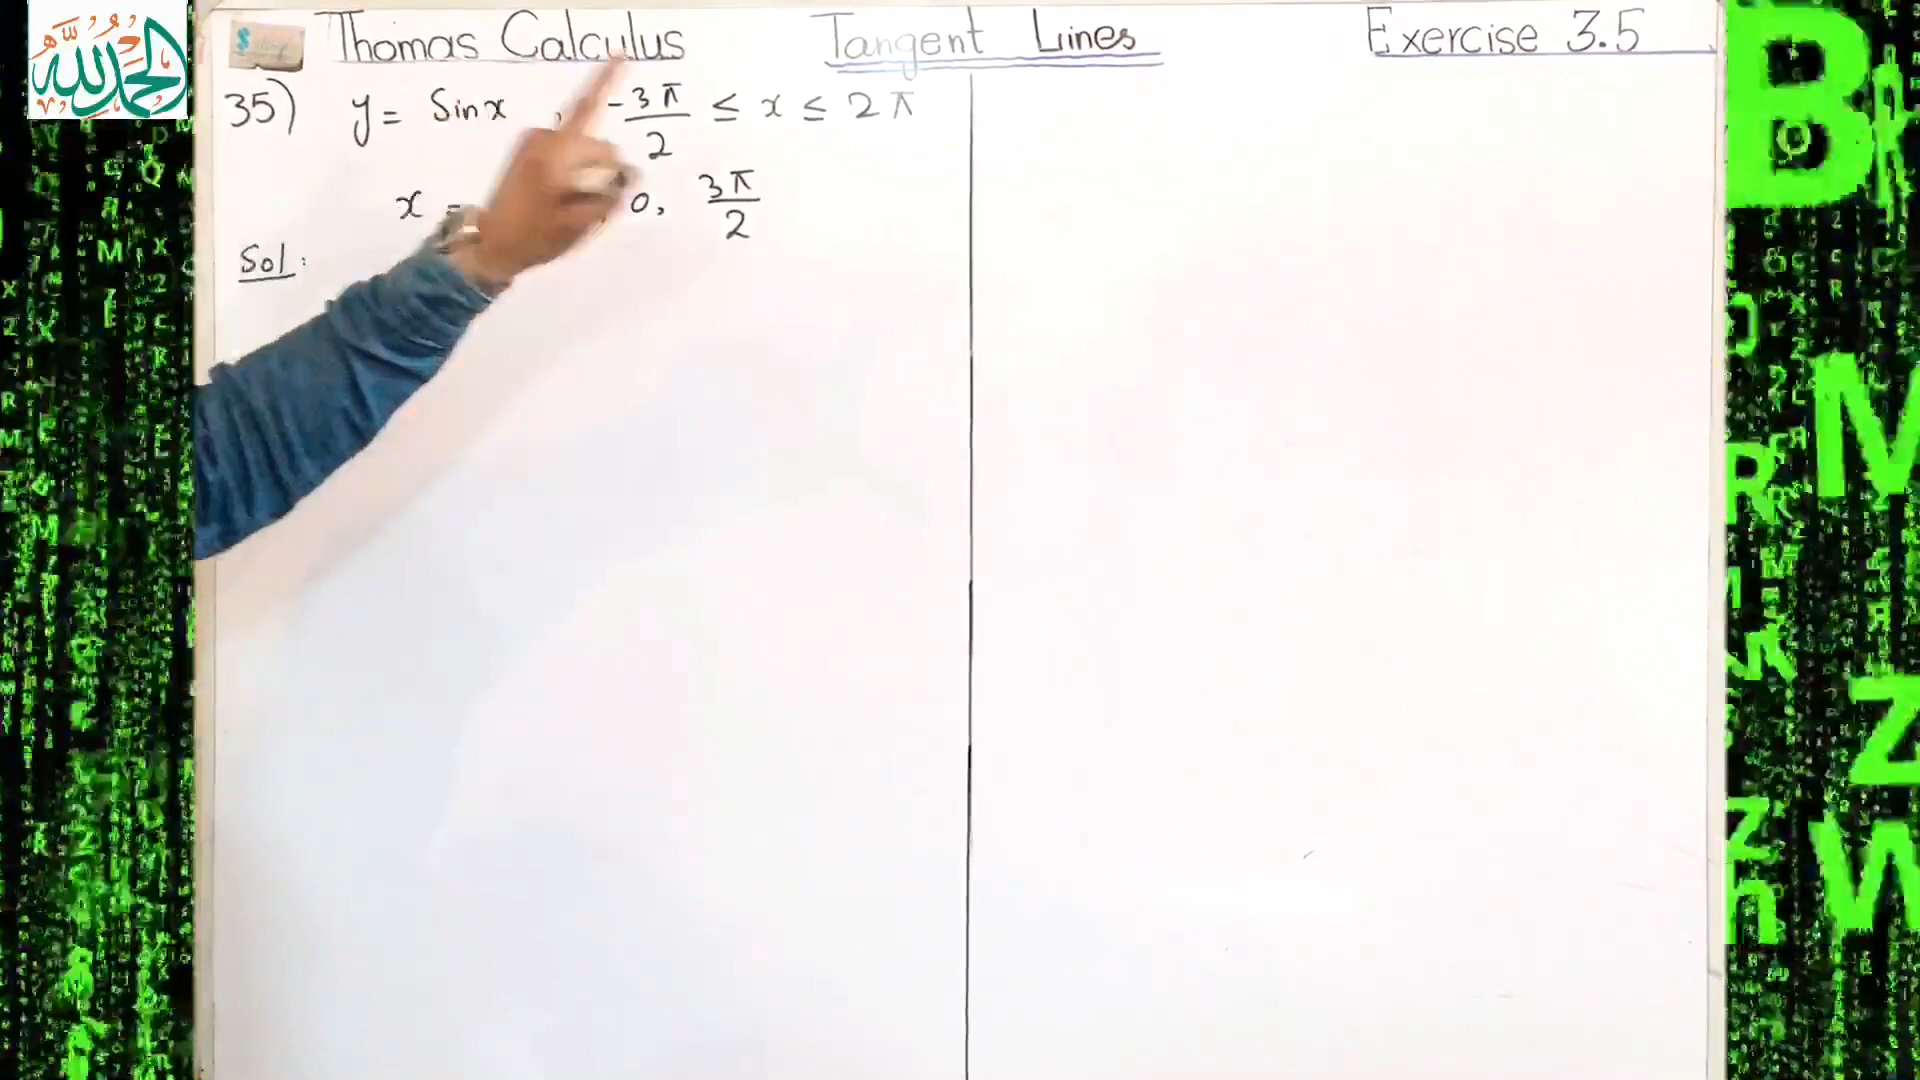 الحمد لله
Thomas Calculus Tangent Lines Exercise 3.5
35) y = Sin x , -3π/2 ≤ x ≤ 2π
x = 0, 3π/2
Sol: